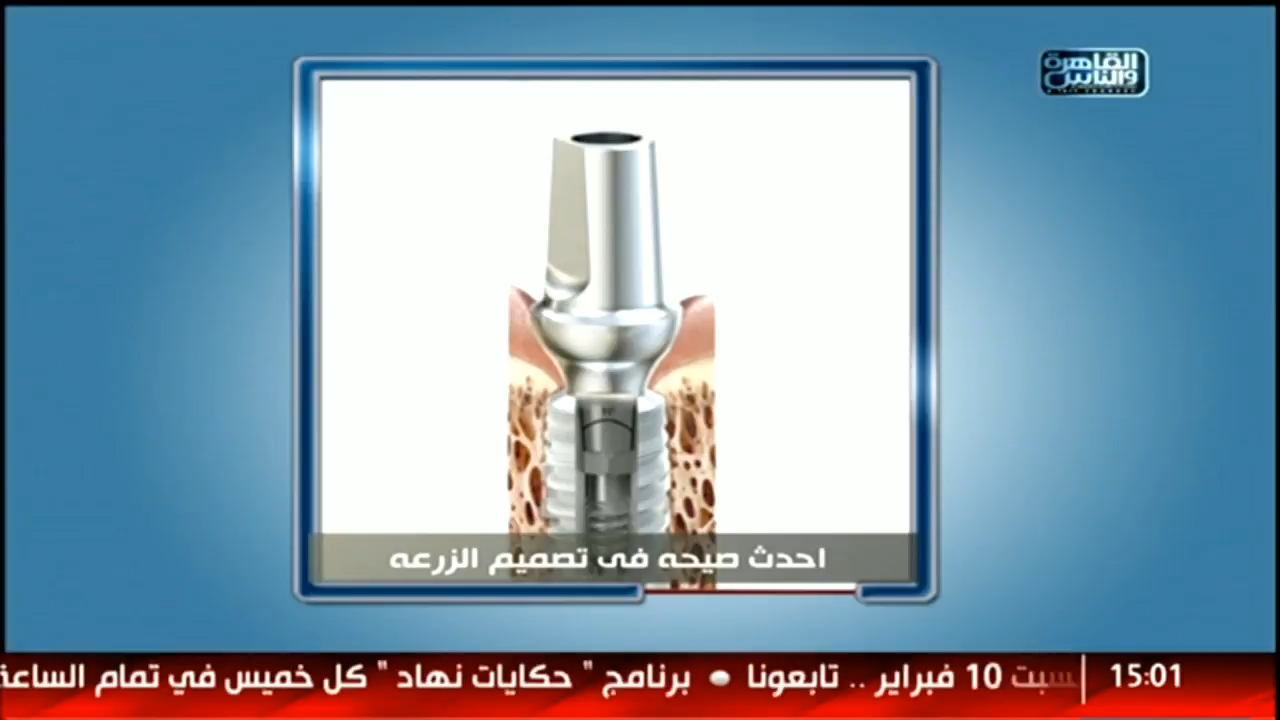 القاهرة
والناس
احدث صيحه فى تصميم الزرعه
15:01
سبت 10 فبراير .. تابعونا • برنامج " حكايات نهاد " كل خميس في تمام الساعة